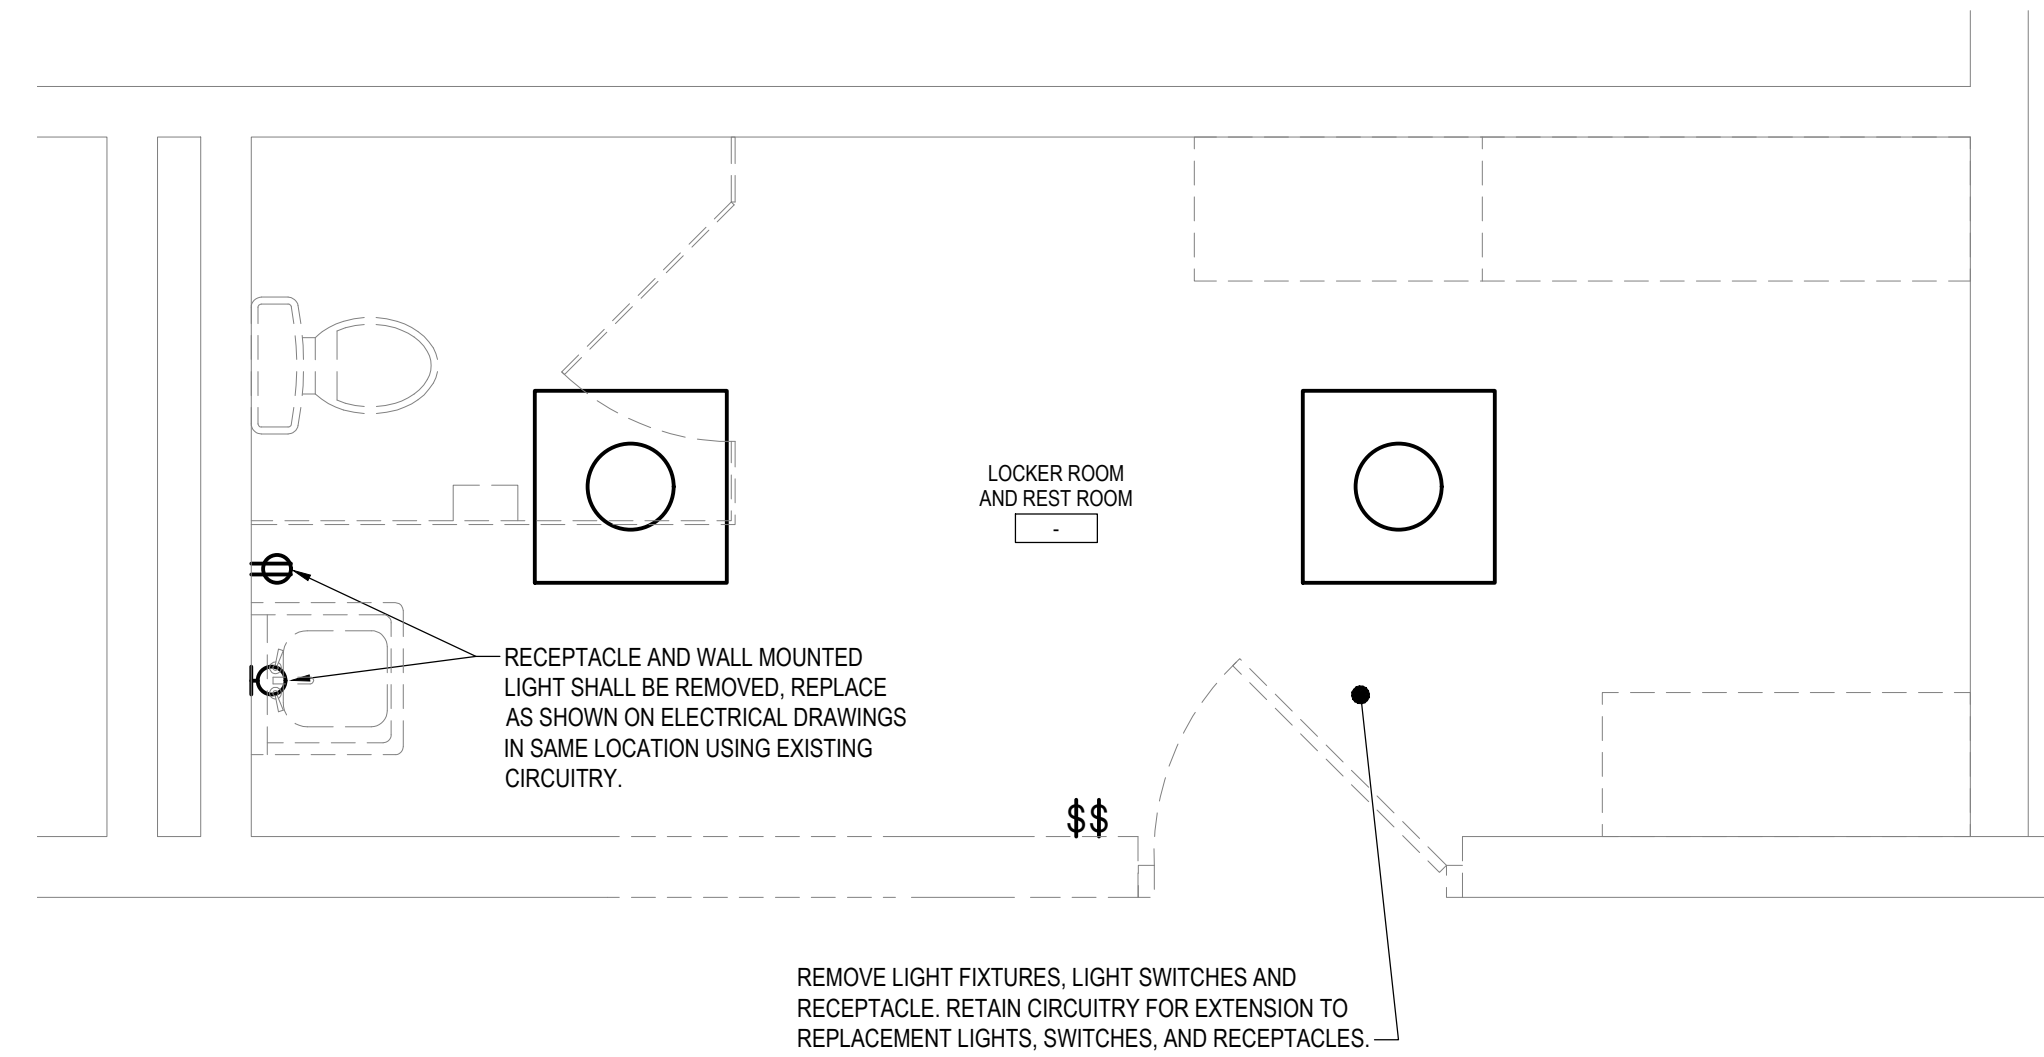 LOCKER ROOM
AND REST ROOM
-
RECEPTACLE AND WALL MOUNTED
LIGHT SHALL BE REMOVED, REPLACE
AS SHOWN ON ELECTRICAL DRAWINGS
IN SAME LOCATION USING EXISTING
CIRCUITRY.
$$
REMOVE LIGHT FIXTURES, LIGHT SWITCHES AND
RECEPTACLE. RETAIN CIRCUITRY FOR EXTENSION TO
REPLACEMENT LIGHTS, SWITCHES, AND RECEPTACLES.